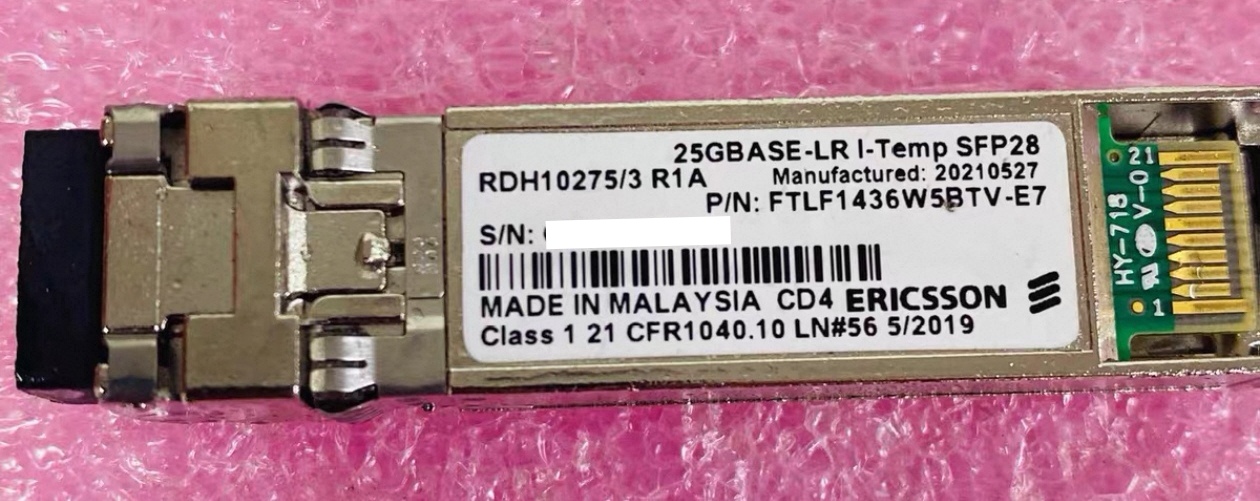 25GBASE-LR I-Temp SFP28
RDH10275/3 R1A
Manufactured: 20210527
P/N: FTLF1436W5BTV-E7
S/N:
MADE IN MALAYSIA CD4 ERICSSON
Class 1 21 CFR1040.10 LN#56 5/2019
21
HY-718
V-0
1